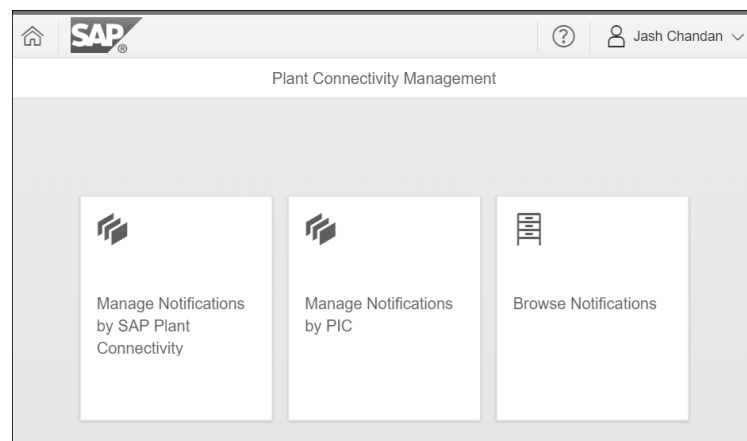 SAP®
? Jash Chandan
Plant Connectivity Management
Manage Notifications
by SAP Plant
Connectivity
Manage Notifications
by PIC
Browse Notifications